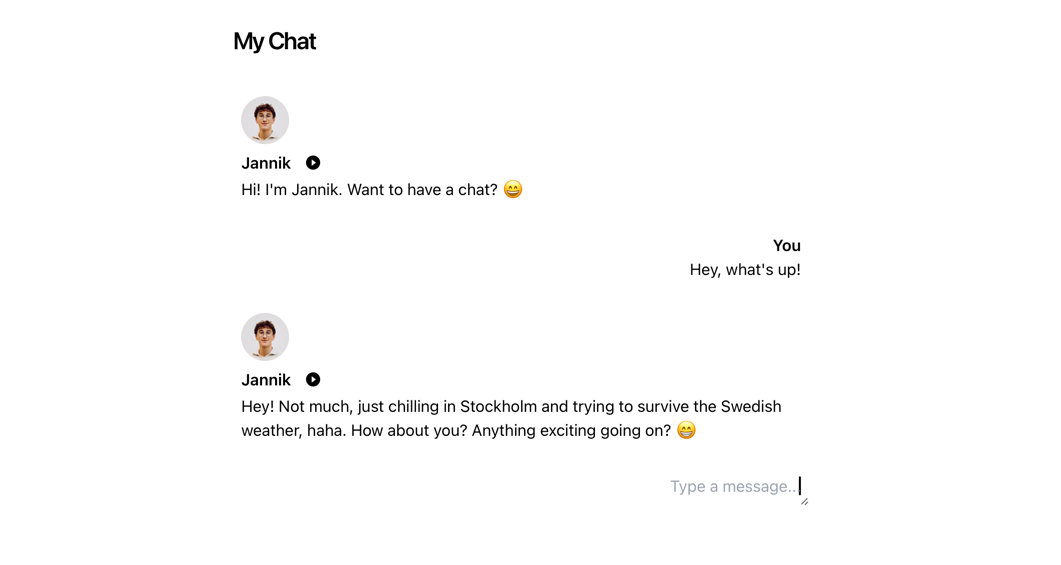 My Chat
Jannik
Hi! I'm Jannik. Want to have a chat? 😄
You
Hey, what's up!
Jannik
Hey! Not much, just chilling in Stockholm and trying to survive the Swedish
weather, haha. How about you? Anything exciting going on? 😁
Type a message...